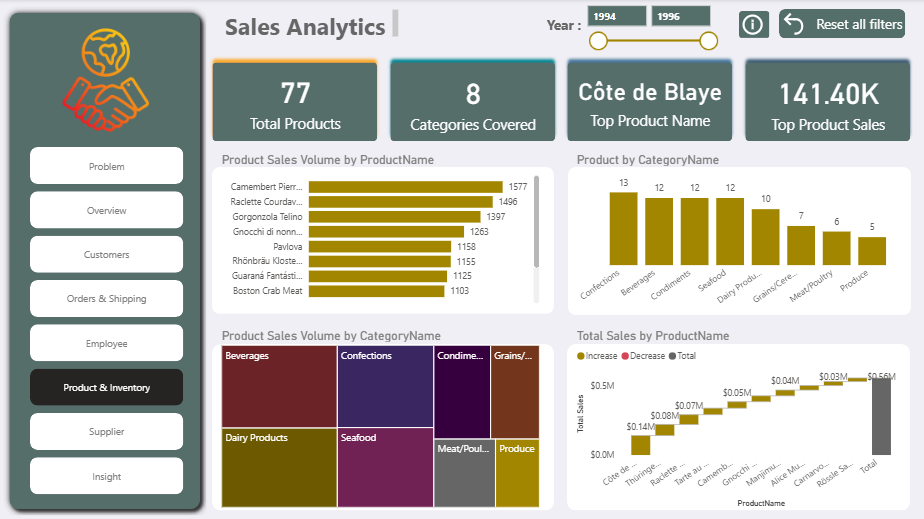 Sales Analytics
Year :
1994
1996
Reset all filters
77
Total Products
8
Categories Covered
Côte de Blaye
Top Product Name
141.40K
Top Product Sales
Problem
Overview
Customers
Orders & Shipping
Employee
Product & Inventory
Supplier
Insight
Product Sales Volume by ProductName
Camembert Pierr... 1577
Raclette Courdav... 1496
Gorgonzola Telino 1397
Gnocchi di nonn... 1263
Pavlova 1158
Rhönbräu Kloste... 1155
Guaraná Fantásti... 1125
Boston Crab Meat 1103
Product by CategoryName
13 12 12 12 10 7 6 5
Confections Beverages Condiments Seafood Dairy Produ... Grains/Cere... Meat/Poultry Produce
Product Sales Volume by CategoryName
Beverages
Confections
Condime...
Grains/...
Dairy Products
Seafood
Meat/Poul...
Produce
Total Sales by ProductName
Increase Decrease Total
Total Sales
$0.5M
$0.0M
$0.14M $0.08M $0.07M $0.05M $0.04M $0.03M $0.56M
Côte de ... Thüringe... Raclette ... Tarte au ... Camemb... Gnocchi ... Manjimu... Alice Mu... Carnarvo... Rössle Sa... Total
ProductName